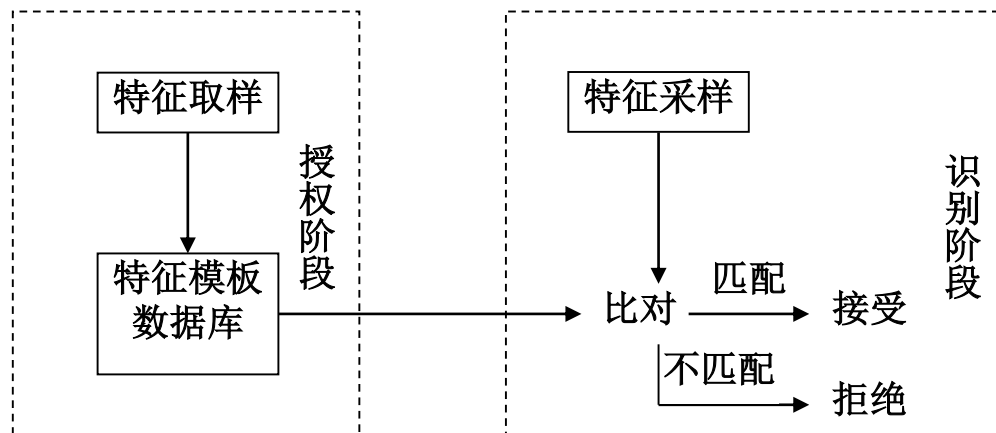 特征取样
授权阶段
特征模板
数据库
特征采样
识别阶段
比对
匹配
接受
不匹配
拒绝